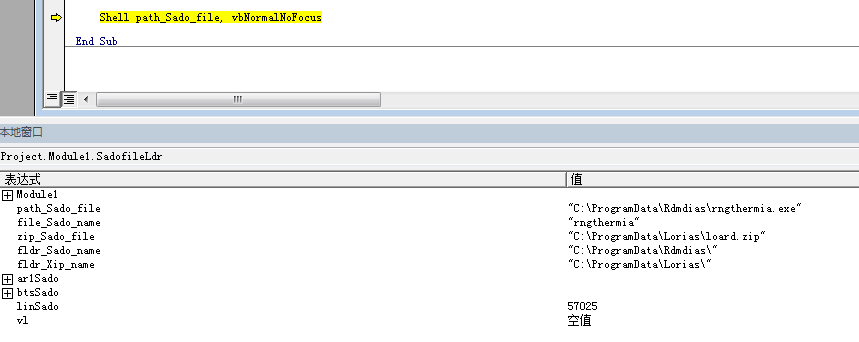 Shell path_Sado_file, vbNormalNoFocus
End Sub
本地窗口
Project.Module1.SadofileLdr
表达式 值
Module1
path_Sado_file "C:\ProgramData\Rdmdias\rngthermia.exe"
file_Sado_name "rngthermia"
zip_Sado_file "C:\ProgramData\Lorias\loard.zip"
fldr_Sado_name "C:\ProgramData\Rdmdias\"
fldr_Xip_name "C:\ProgramData\Lorias\"
ar1Sado
btsSado
linSado 57025
vl 空值